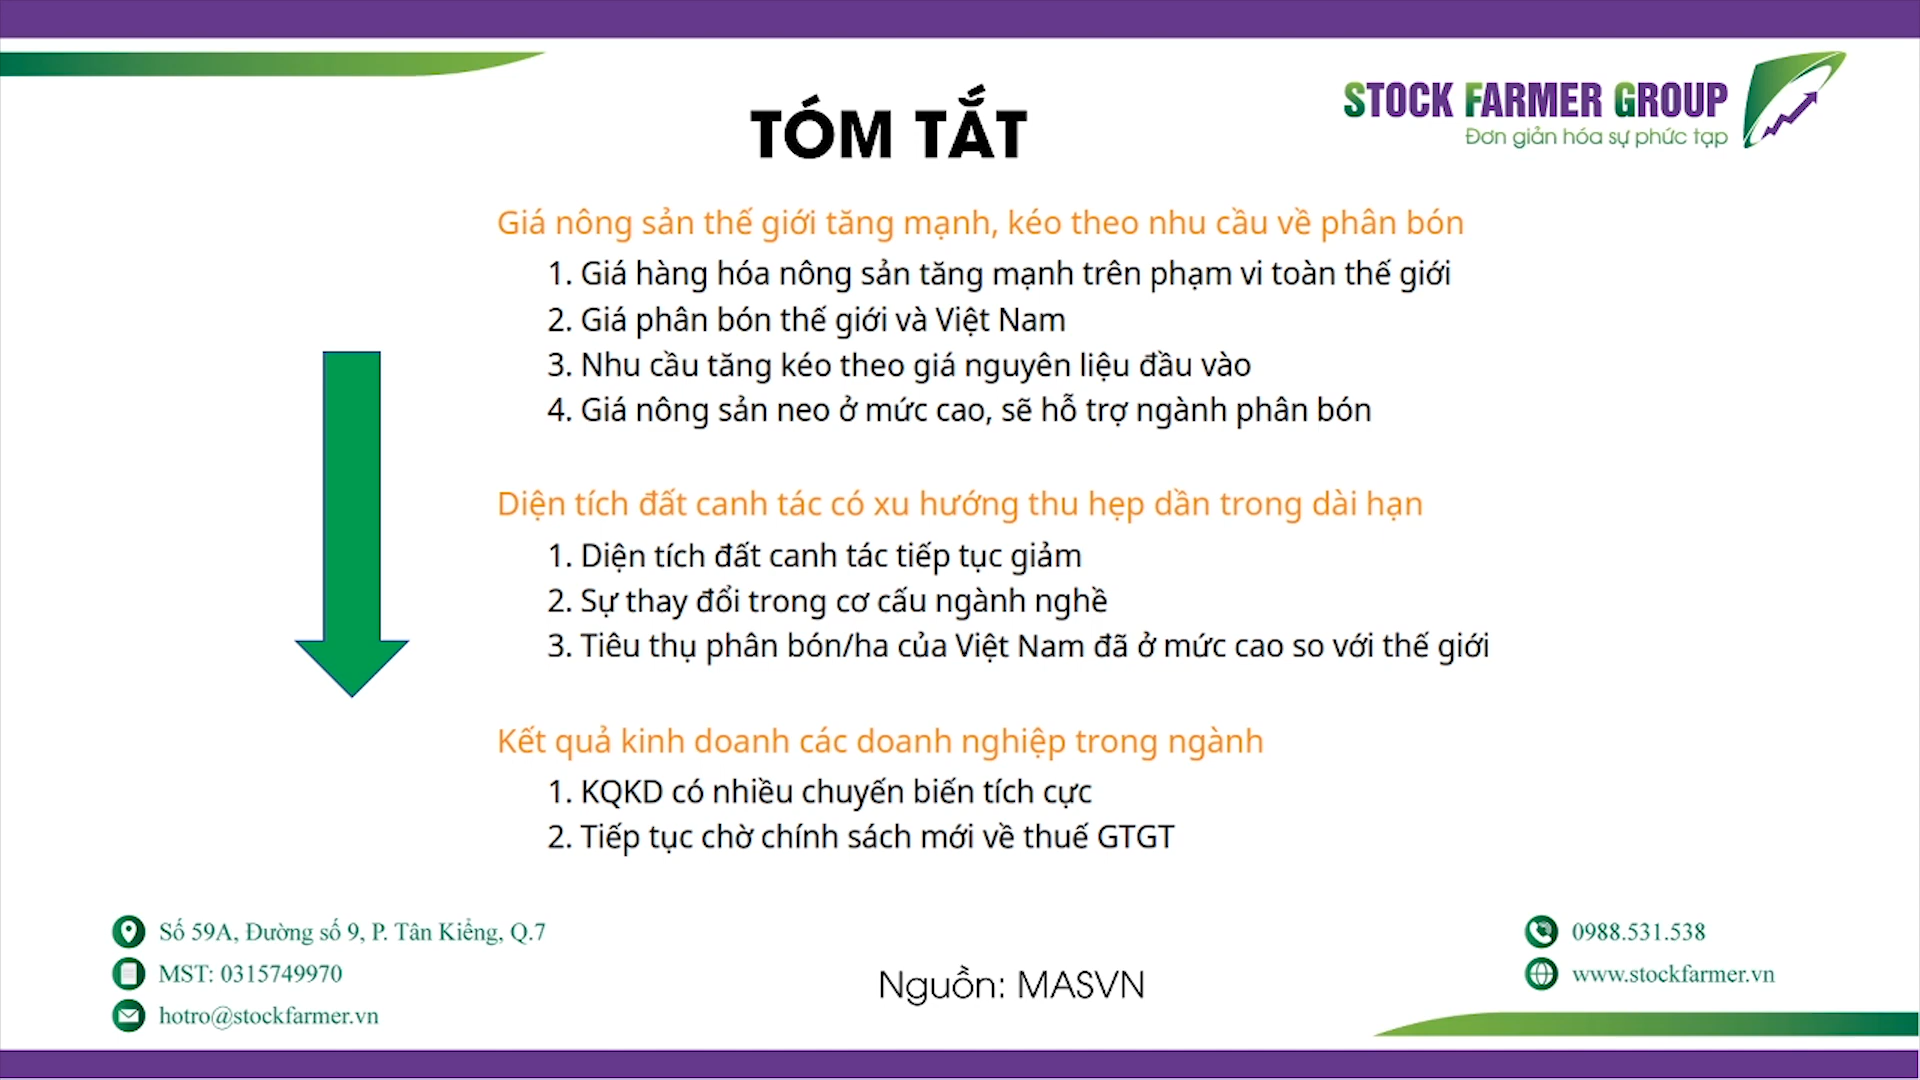 STOCK FARMER GROUP
Đơn giản hóa sự phức tạp
TÓM TẮT
Giá nông sản thế giới tăng mạnh, kéo theo nhu cầu về phân bón
1. Giá hàng hóa nông sản tăng mạnh trên phạm vi toàn thế giới
2. Giá phân bón thế giới và Việt Nam
3. Nhu cầu tăng kéo theo giá nguyên liệu đầu vào
4. Giá nông sản neo ở mức cao, sẽ hỗ trợ ngành phân bón
Diện tích đất canh tác có xu hướng thu hẹp dần trong dài hạn
1. Diện tích đất canh tác tiếp tục giảm
2. Sự thay đổi trong cơ cấu ngành nghề
3. Tiêu thụ phân bón/ha của Việt Nam đã ở mức cao so với thế giới
Kết quả kinh doanh các doanh nghiệp trong ngành
1. KQKD có nhiều chuyến biến tích cực
2. Tiếp tục chờ chính sách mới về thuế GTGT
Số 59A, Đường số 9, P. Tân Kiểng, Q.7
MST: 0315749970
hotro@stockfarmer.vn
Nguồn: MASVN
0988.531.538
www.stockfarmer.vn